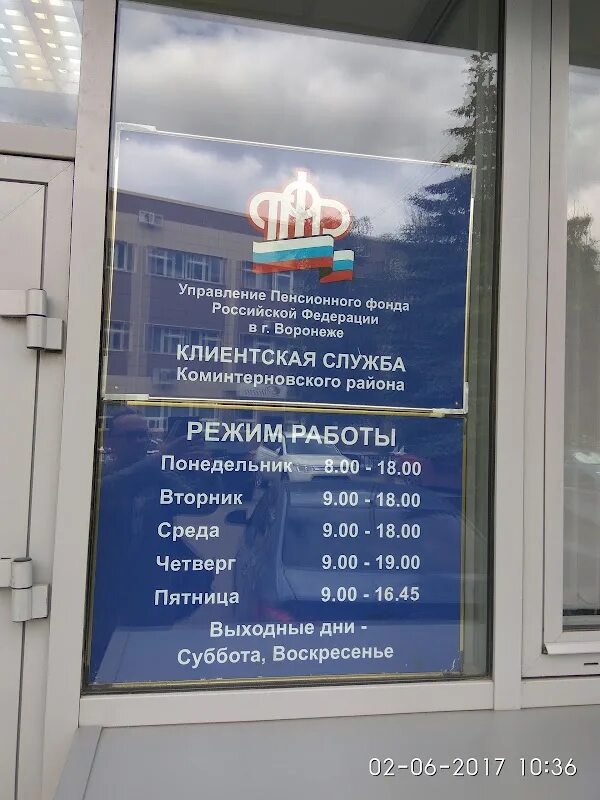 Управление Пенсионного фонда
Российской Федерации
в г. Воронеже
КЛИЕНТСКАЯ СЛУЖБА
Коминтерновского района
РЕЖИМ РАБОТЫ
Понедельник 8.00 - 18.00
Вторник 9.00 - 18.00
Среда 9.00 - 18.00
Четверг 9.00 - 19.00
Пятница 9.00 - 16.45
Выходные дни -
Суббота, Воскресенье
02-06-2017 10:36